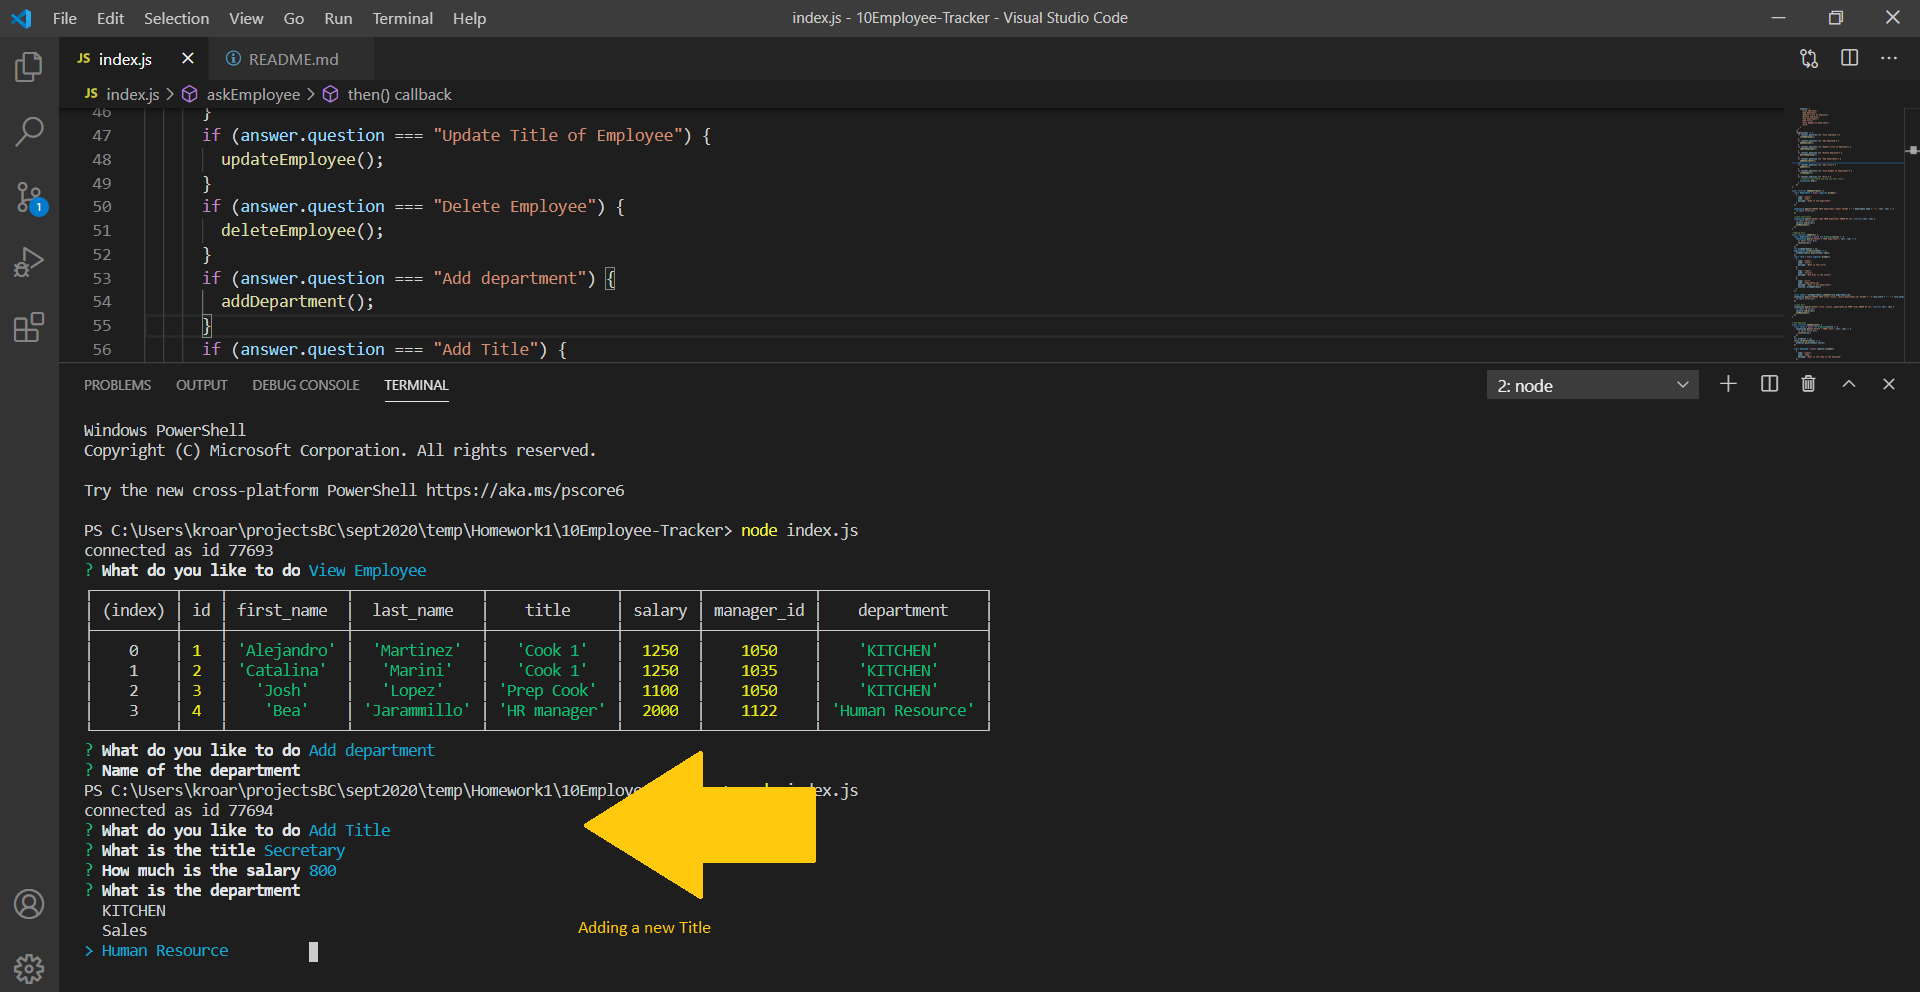 File Edit Selection View Go Run Terminal Help
index.js - 10Employee-Tracker - Visual Studio Code
JS index.js README.md
JS index.js > askEmployee > then() callback
46 }
47 if (answer.question === "Update Title of Employee") {
48 updateEmployee();
49 }
50 if (answer.question === "Delete Employee") {
51 deleteEmployee();
52 }
53 if (answer.question === "Add department") {
54 addDepartment();
55 }
56 if (answer.question === "Add Title") {
1
PROBLEMS OUTPUT DEBUG CONSOLE TERMINAL 2: node
Windows PowerShell
Copyright (C) Microsoft Corporation. All rights reserved.
Try the new cross-platform PowerShell https://aka.ms/pscore6
PS C:\Users\kroar\projectsBC\sept2020\temp\Homework1\10Employee-Tracker> node index.js
connected as id 77693
? What do you like to do View Employee
(index) id first_name last_name title salary manager_id department
0 1 'Alejandro' 'Martinez' 'Cook 1' 1250 1050 'KITCHEN'
1 2 'Catalina' 'Marini' 'Cook 1' 1250 1035 'KITCHEN'
2 3 'Josh' 'Lopez' 'Prep Cook' 1100 1050 'KITCHEN'
3 4 'Bea' 'Jarammillo' 'HR manager' 2000 1122 'Human Resource'
? What do you like to do Add department
? Name of the department
PS C:\Users\kroar\projectsBC\sept2020\temp\Homework1\10Employe index.js
connected as id 77694
? What do you like to do Add Title
? What is the title Secretary
? How much is the salary 800
? What is the department
KITCHEN
Sales
> Human Resource
Adding a new Title